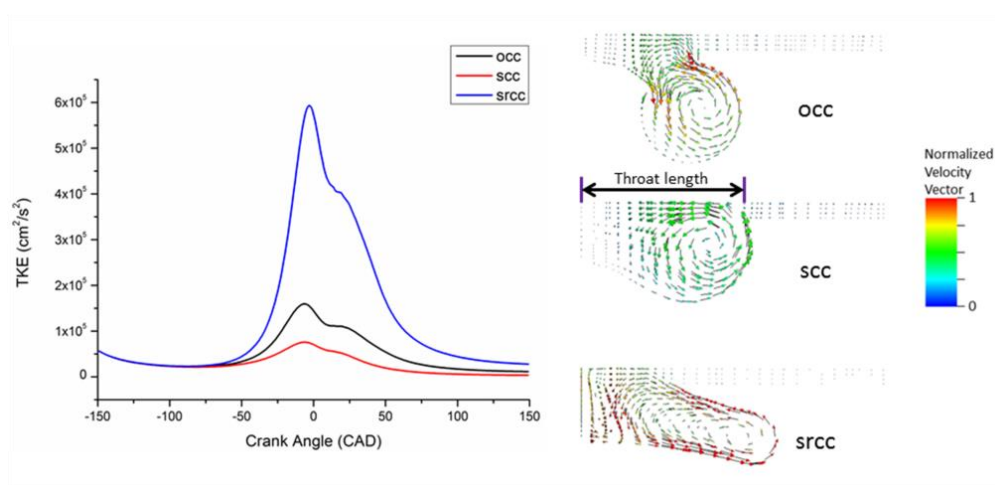 occ
scc
srcc
6x10⁵
5x10⁵
4x10⁵
3x10⁵
2x10⁵
1x10⁵
0
TKE (cm²/s²)
-150 -100 -50 0 50 100 150
Crank Angle (CAD)
occ
Throat length
scc
srcc
Normalized
Velocity
Vector
1
0